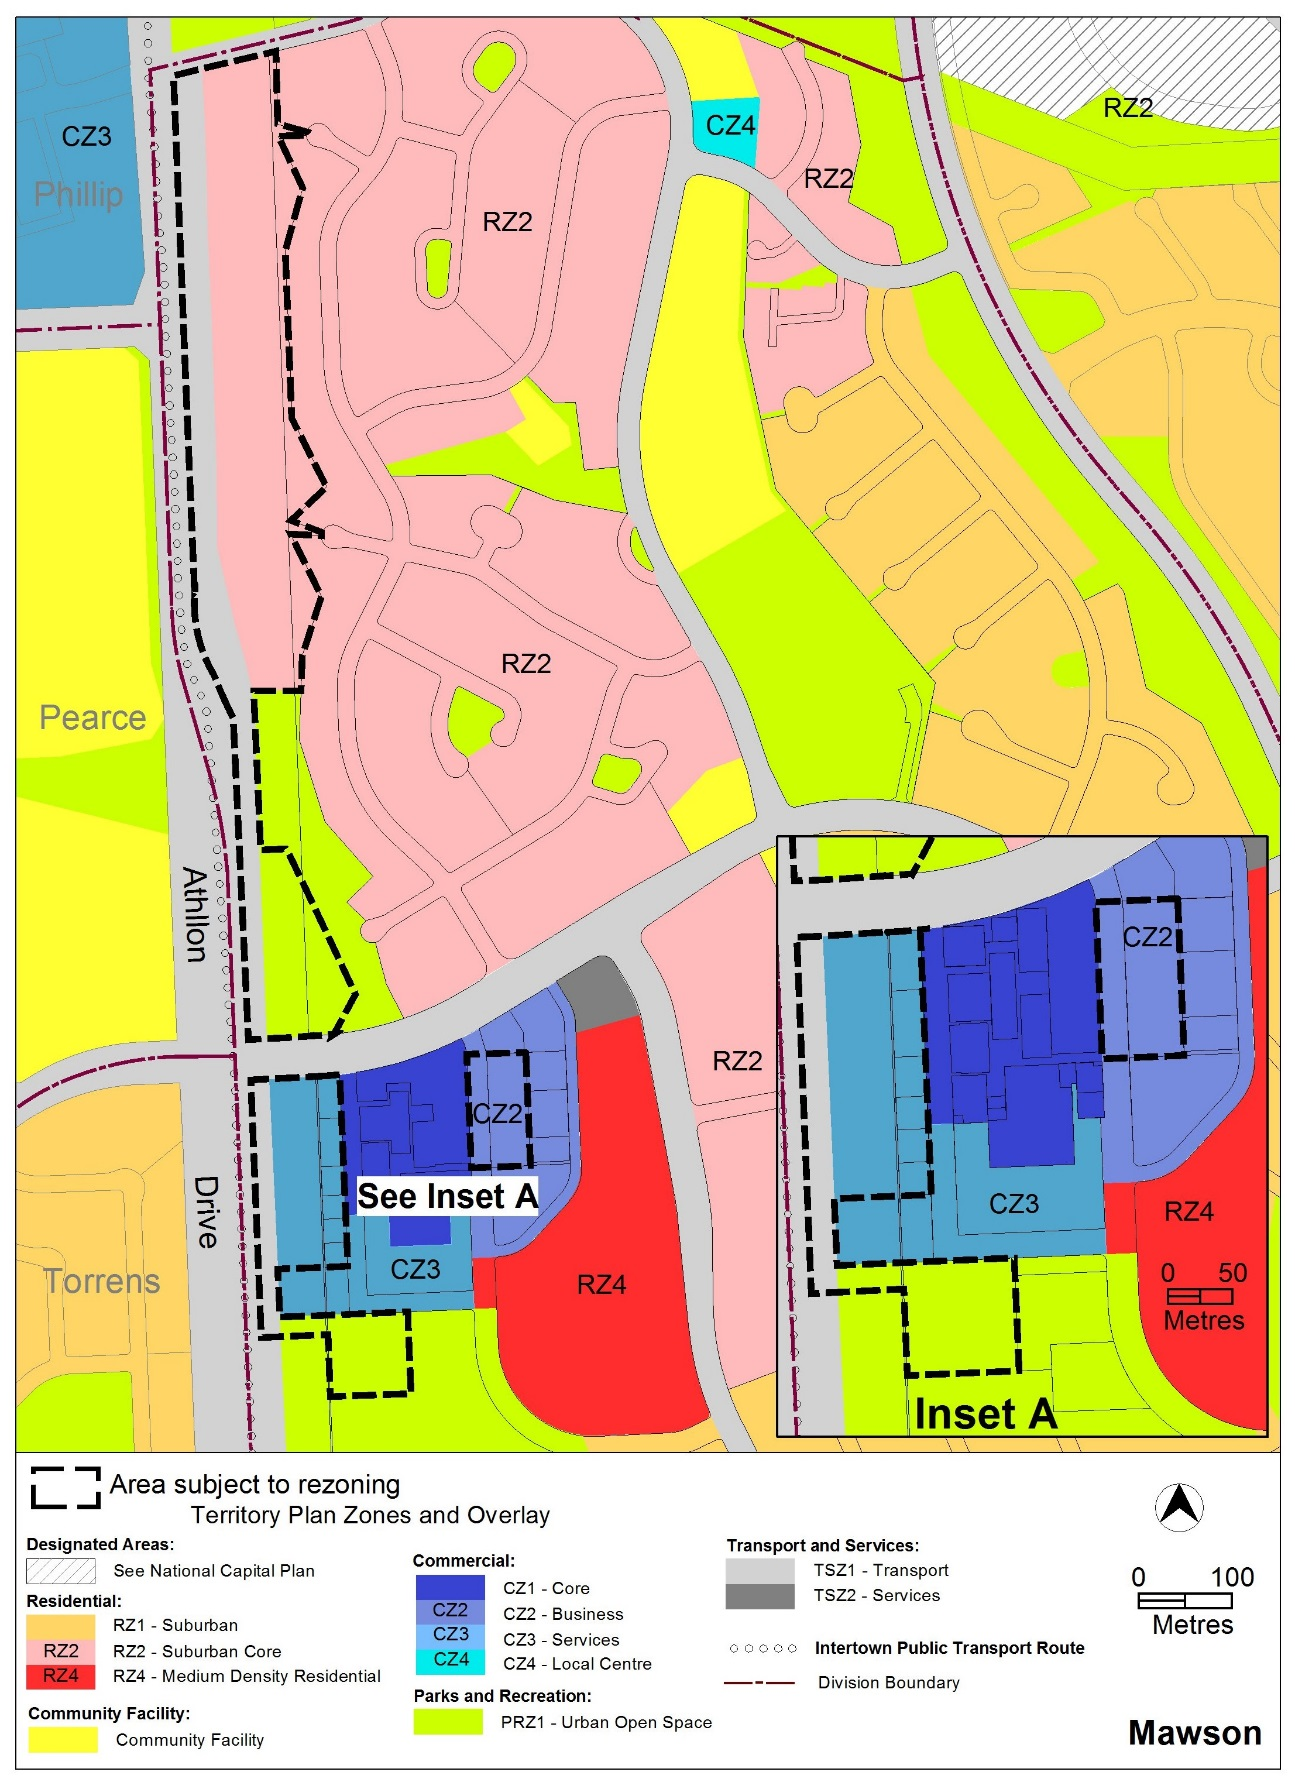 RZ2
CZ4
CZ3
RZ2
Phillip
RZ2
RZ2
Pearce
Athllon
CZ2
RZ2
CZ2
See Inset A
Drive
CZ3
RZ4
CZ3
Torrens
RZ4
0 50
Metres
Inset A
Area subject to rezoning
Territory Plan Zones and Overlay
Designated Areas:
See National Capital Plan
Residential:
RZ1 - Suburban
RZ2 RZ2 - Suburban Core
RZ4 RZ4 - Medium Density Residential
Community Facility:
Community Facility
Commercial:
CZ1 - Core
CZ2 CZ2 - Business
CZ3 CZ3 - Services
CZ4 CZ4 - Local Centre
Parks and Recreation:
PRZ1 - Urban Open Space
Transport and Services:
TSZ1 - Transport
TSZ2 - Services
Intertown Public Transport Route
Division Boundary
0 100
Metres
Mawson